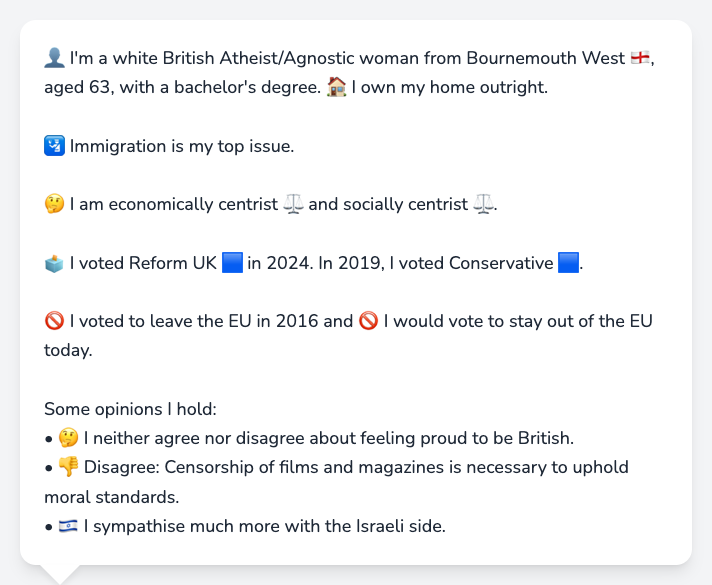 👤 I'm a white British Atheist/Agnostic woman from Bournemouth West 🏴󠁧󠁢󠁥󠁮󠁧󠁿,
aged 63, with a bachelor's degree. 🏠 I own my home outright.
🛂 Immigration is my top issue.
🤔 I am economically centrist ⚖️ and socially centrist ⚖️.
🗳️ I voted Reform UK 🟦 in 2024. In 2019, I voted Conservative 🟦.
🚫 I voted to leave the EU in 2016 and 🚫 I would vote to stay out of the EU
today.
Some opinions I hold:
• 🤔 I neither agree nor disagree about feeling proud to be British.
• 👎 Disagree: Censorship of films and magazines is necessary to uphold
moral standards.
• 🇮🇱 I sympathise much more with the Israeli side.